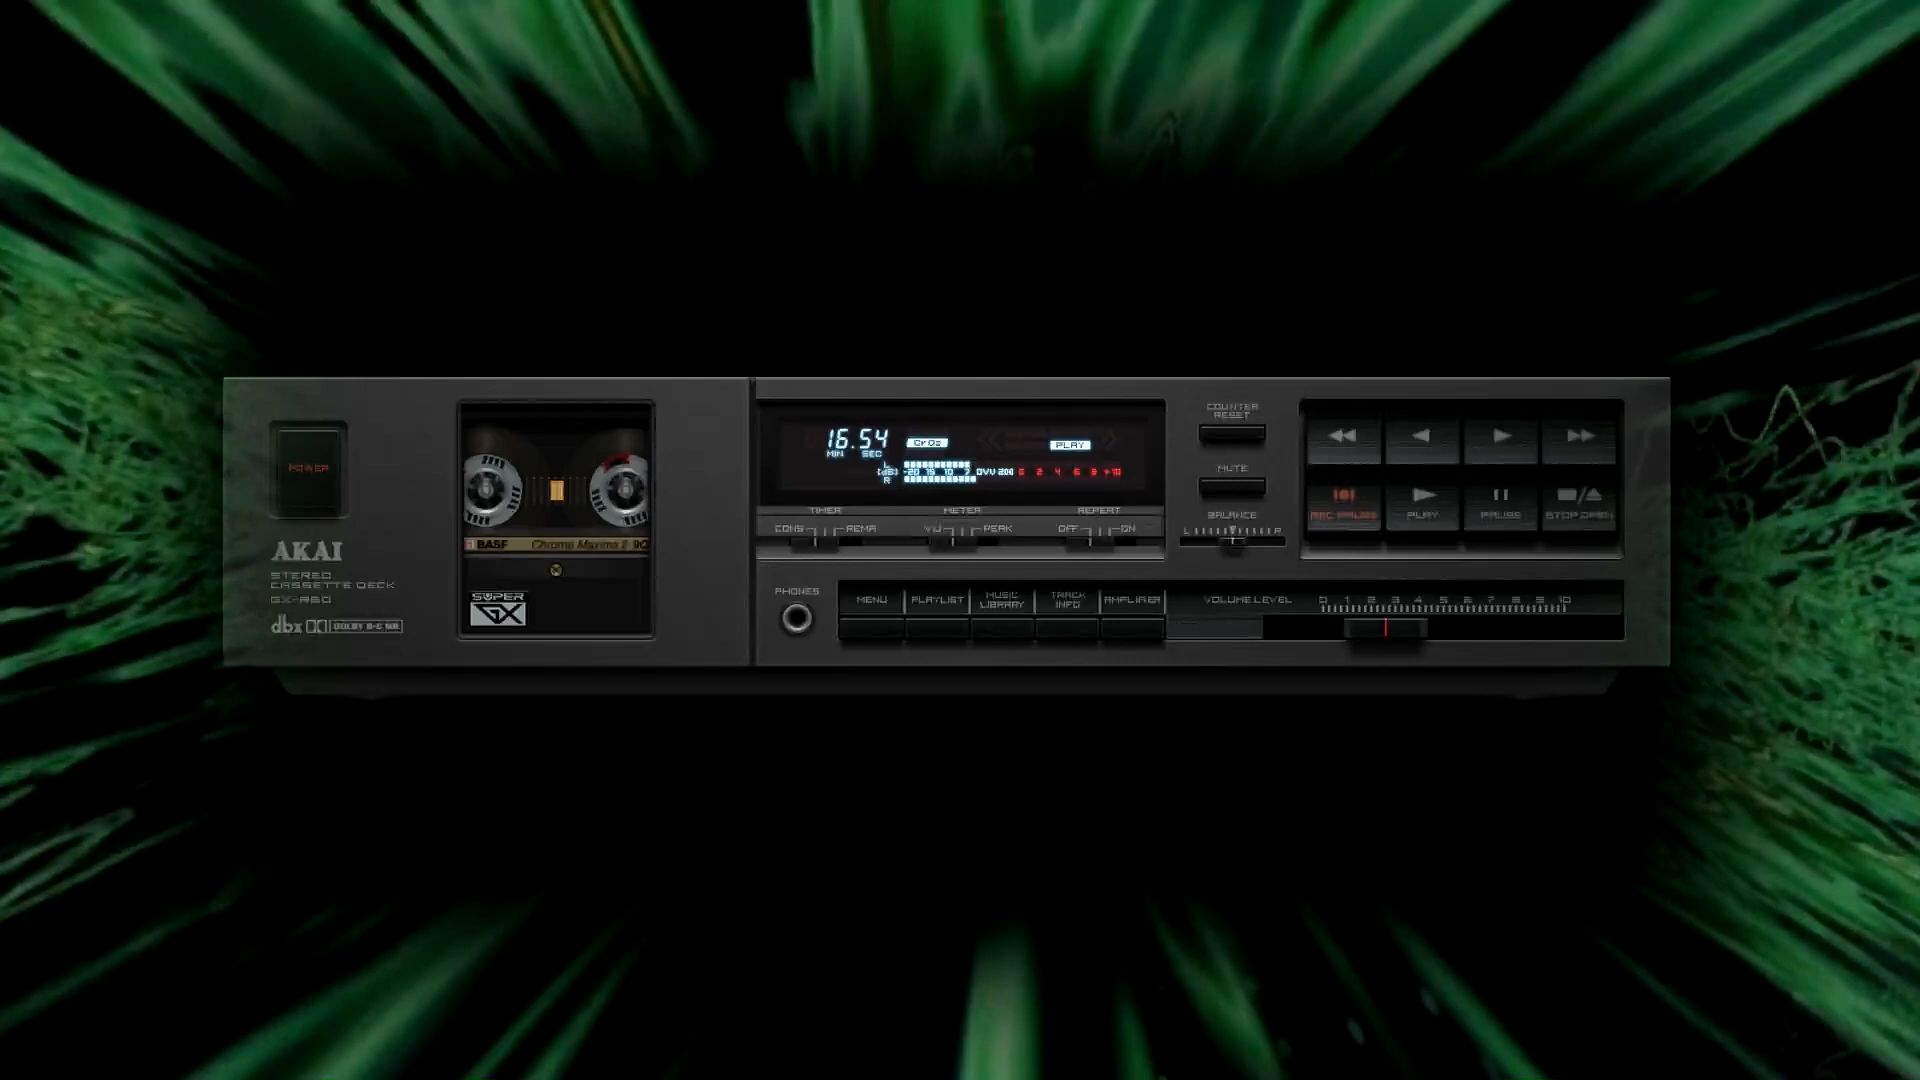 POWER
AKAI
STEREO
CASSETTE DECK
GX-R60
dbx DOLBY B-C NR
BASF Chrome Maxima II 90
SUPER
GX
16.54
MIN SEC
CrO2
PLAY
L
(dB) -20 15 10 7
0 2 4 6 8 +10
R
TIMER METER REPEAT
REMA VU PEAK OFF ON
PHONES
MENU
PLAYLIST
MUSIC
LIBRARY
TRACK
INFO
AMPLIFIER
COUNTER
RESET
MUTE
BALANCE
L R
REC PAUSE
PLAY
PAUSE
STOP OPEN
VOLUME LEVEL 0 1 2 3 4 5 6 7 8 9 10